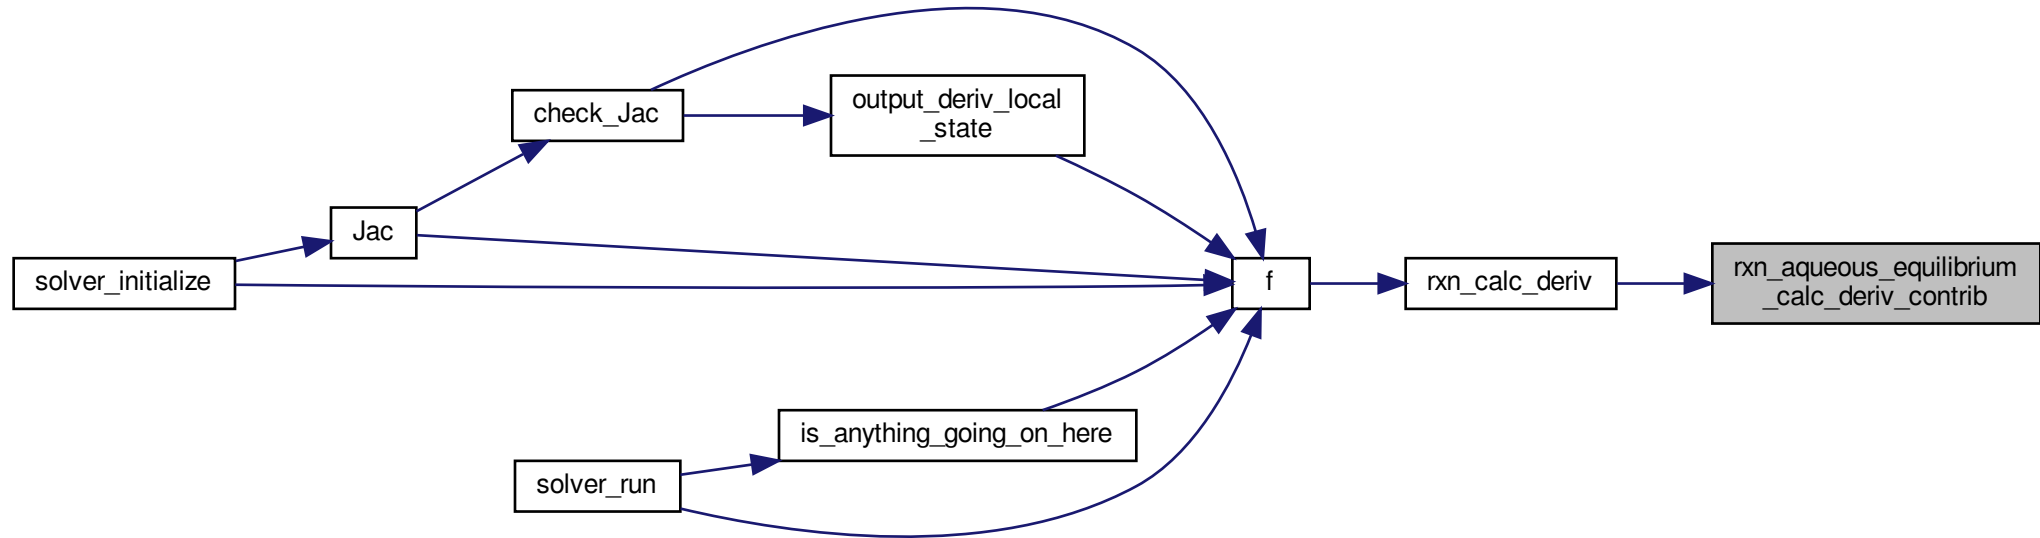 check_Jac
output_deriv_local
_state
Jac
solver_initialize
f
rxn_calc_deriv
rxn_aqueous_equilibrium
_calc_deriv_contrib
is_anything_going_on_here
solver_run